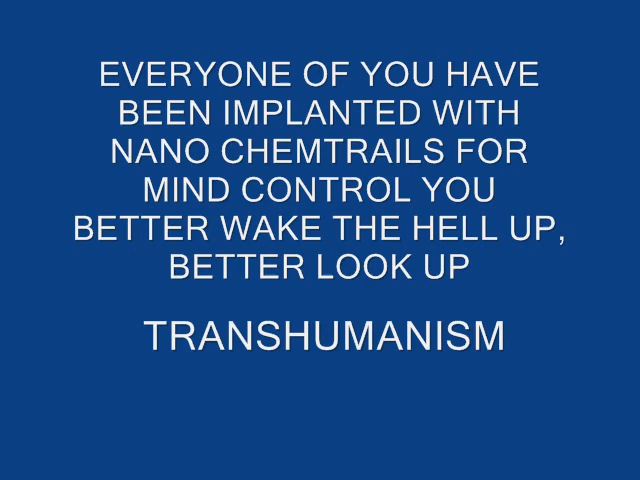 EVERYONE OF YOU HAVE
BEEN IMPLANTED WITH
NANO CHEMTRAILS FOR
MIND CONTROL YOU
BETTER WAKE THE HELL UP,
BETTER LOOK UP
TRANSHUMANISM